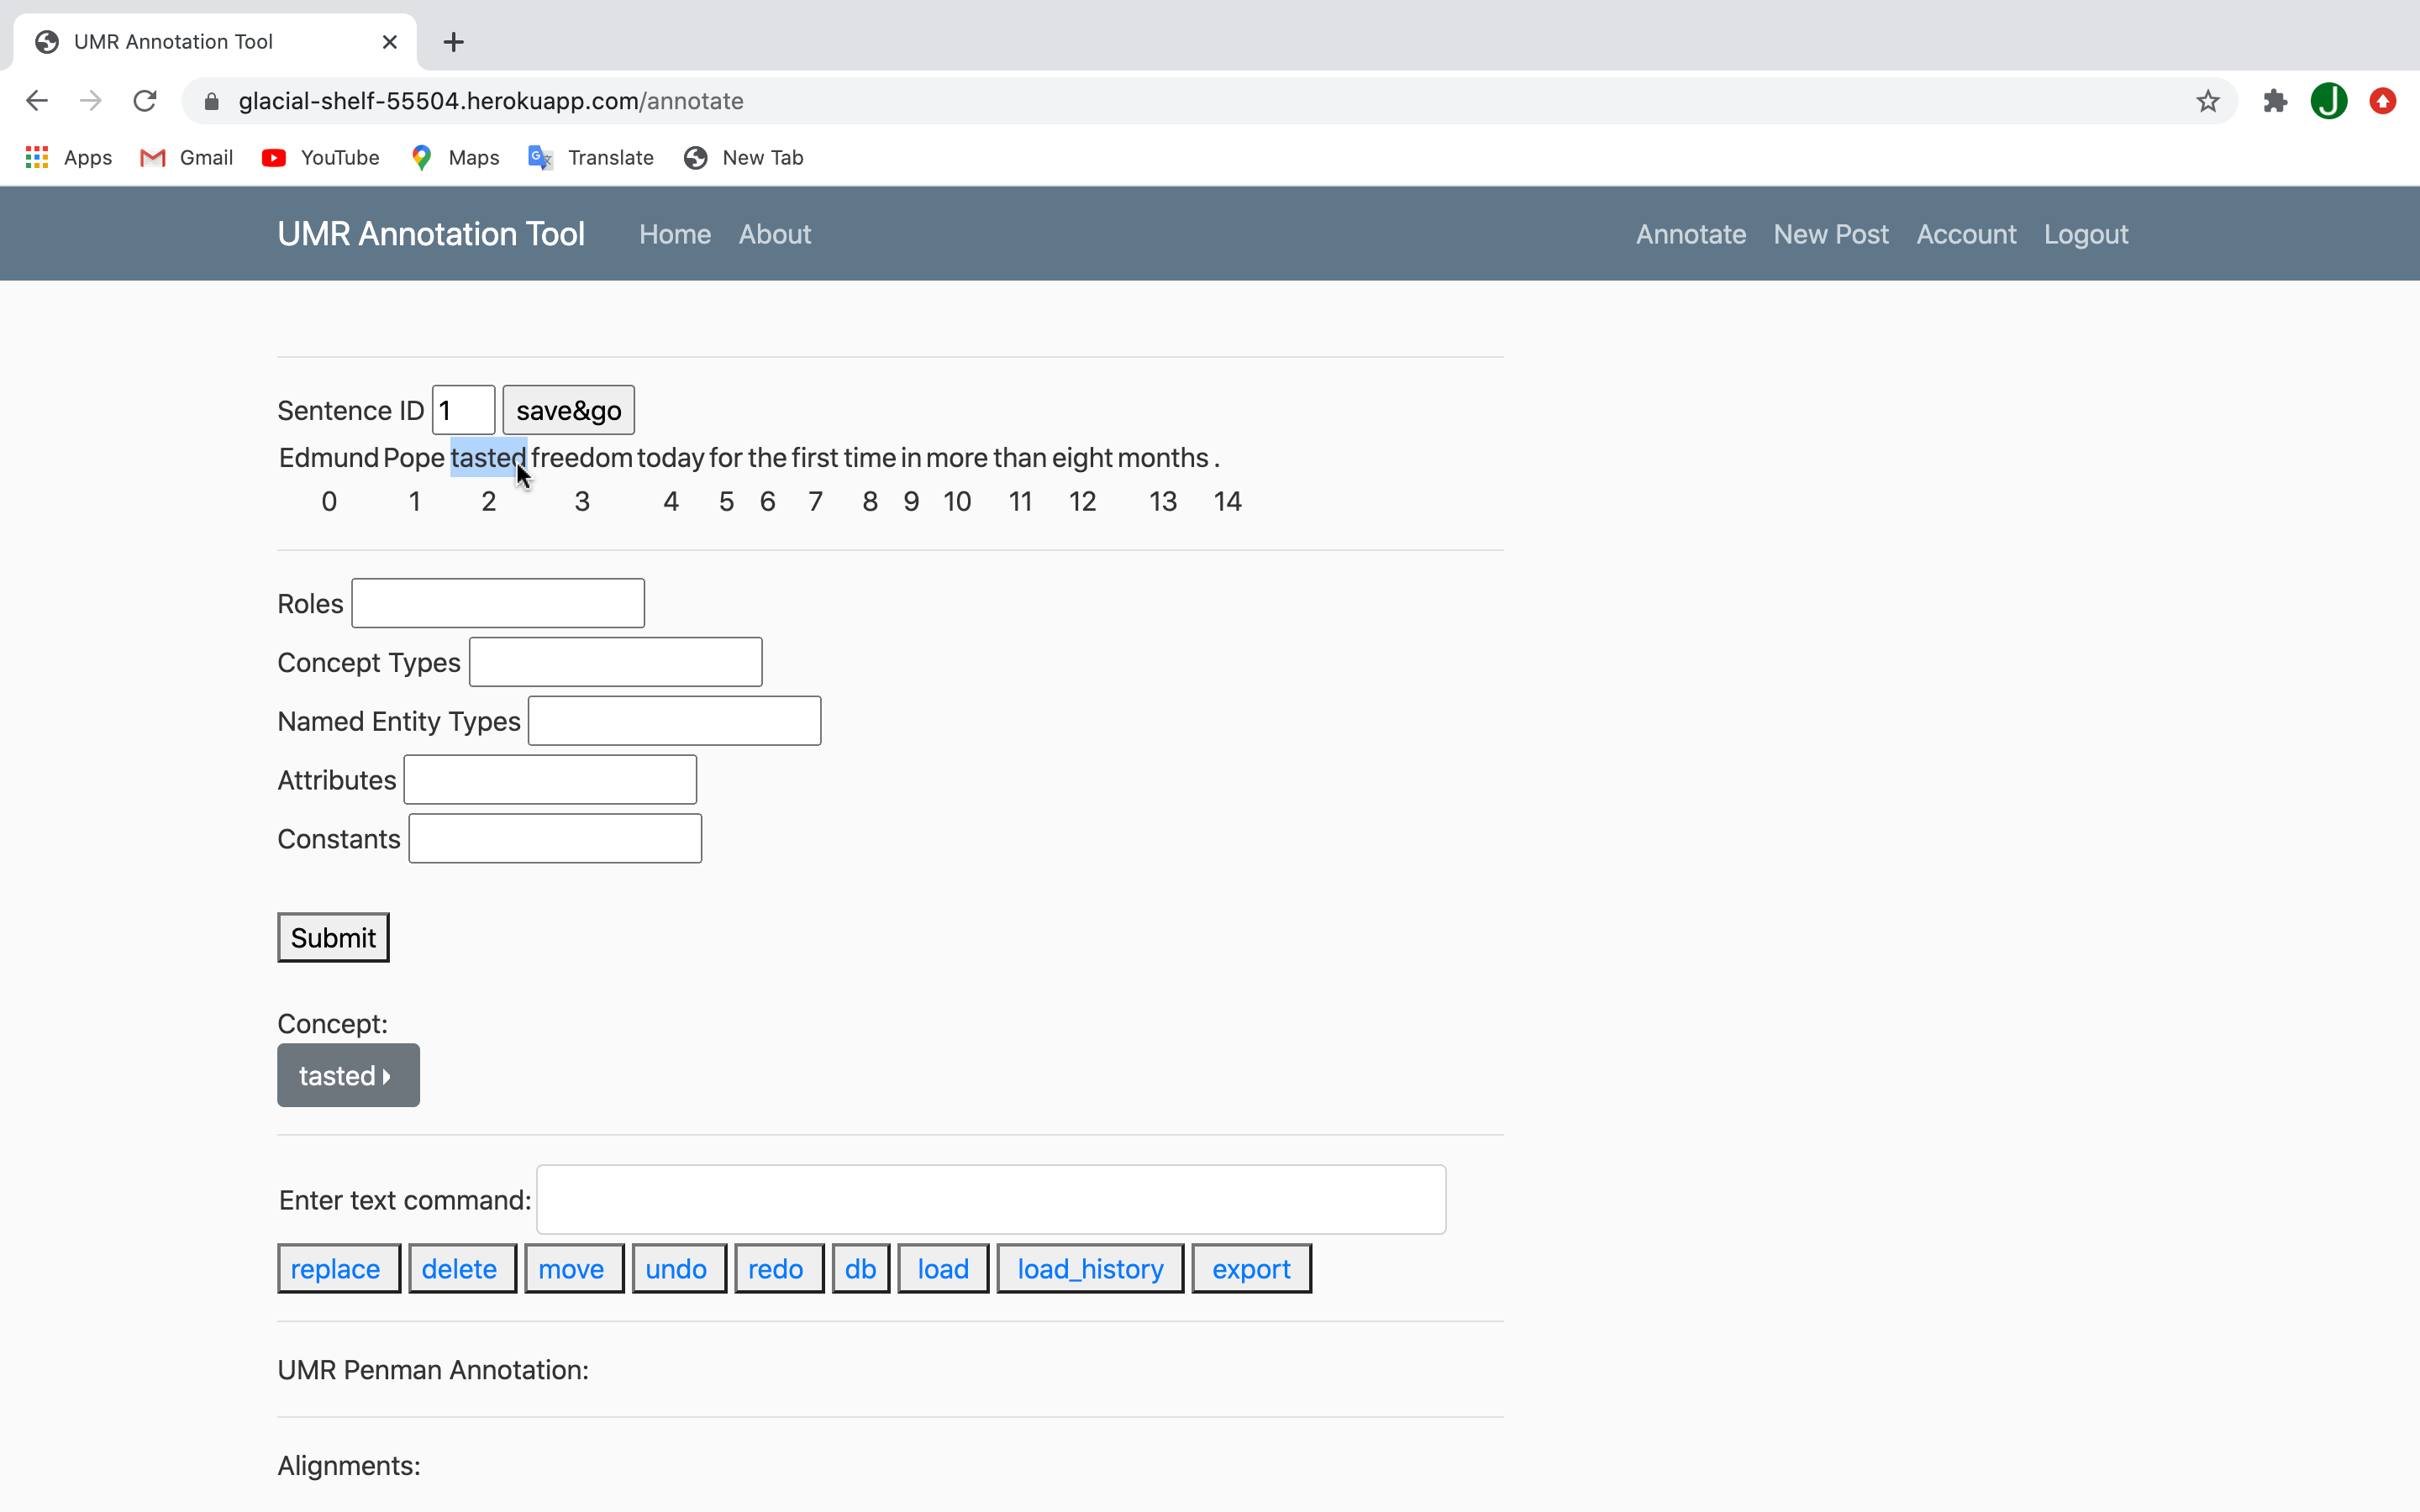 UMR Annotation Tool
glacial-shelf-55504.herokuapp.com/annotate
J
Apps Gmail YouTube Maps Translate New Tab
UMR Annotation Tool Home About Annotate New Post Account Logout
Sentence ID 1 save&go
Edmund Pope tasted freedom today for the first time in more than eight months .
0 1 2 3 4 5 6 7 8 9 10 11 12 13 14
Roles
Concept Types
Named Entity Types
Attributes
Constants
Submit
Concept:
tasted
Enter text command:
replace delete move undo redo db load load_history export
UMR Penman Annotation:
Alignments: